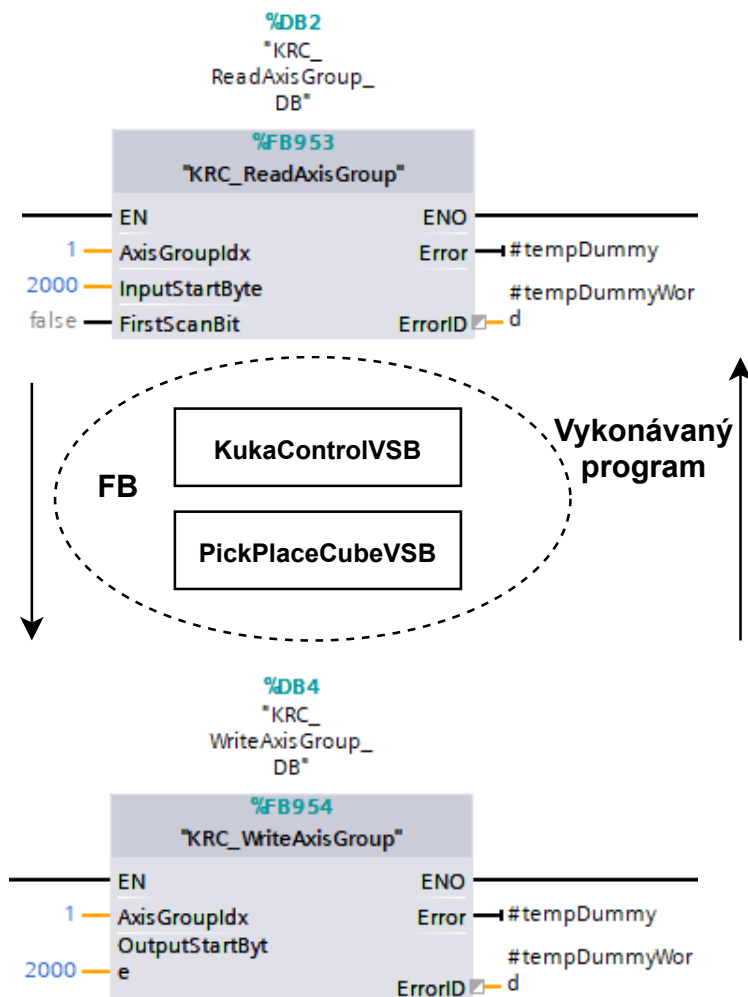 %DB2
"KRC_
ReadAxisGroup_
DB"
%FB953
"KRC_ReadAxisGroup"
EN ENO
1 AxisGroupIdx Error #tempDummy
2000 InputStartByte #tempDummyWor
false FirstScanBit ErrorID d
KukaControlVSB
Vykonávaný
program
FB
PickPlaceCubeVSB
%DB4
"KRC_
WriteAxisGroup_
DB"
%FB954
"KRC_WriteAxisGroup"
EN ENO
1 AxisGroupIdx Error #tempDummy
OutputStartByt #tempDummyWor
2000 e ErrorID d